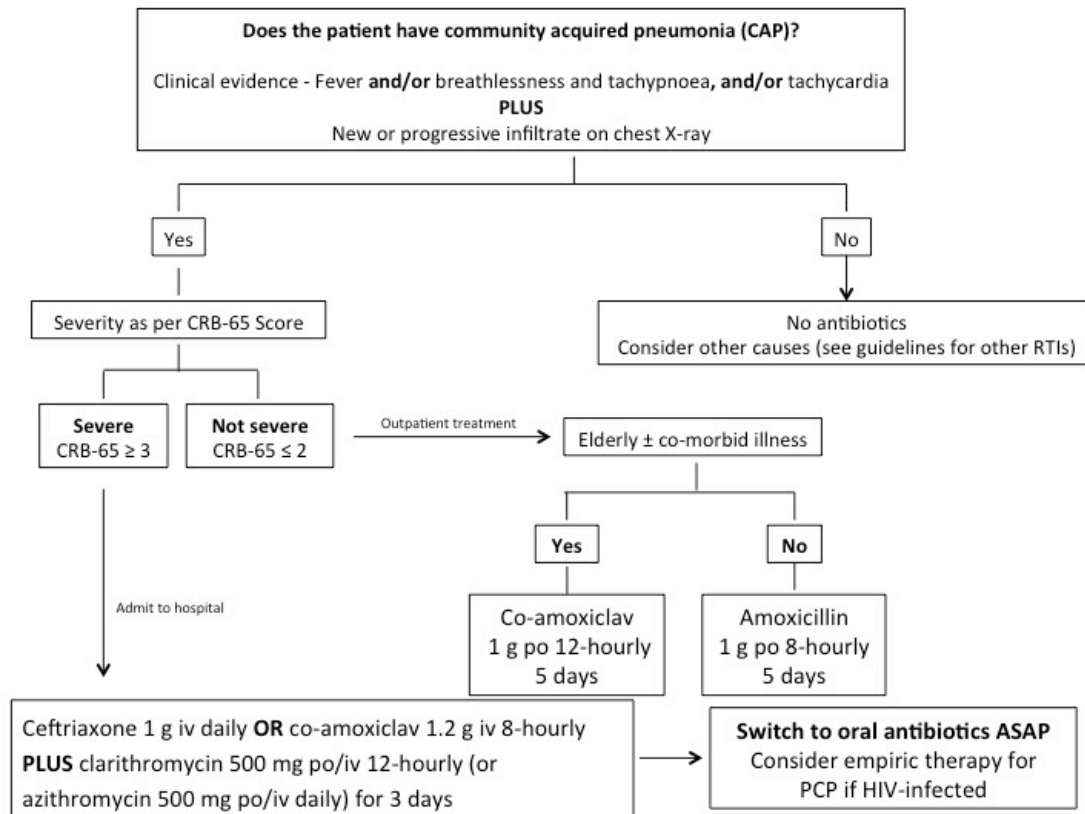 Does the patient have community acquired pneumonia (CAP)?
Clinical evidence - Fever and/or breathlessness and tachypnoea, and/or tachycardia
PLUS
New or progressive infiltrate on chest X-ray
Yes
No
Severity as per CRB-65 Score
No antibiotics
Consider other causes (see guidelines for other RTIs)
Severe
CRB-65 ≥ 3
Not severe
CRB-65 ≤ 2
Outpatient treatment
Elderly ± co-morbid illness
Yes
No
Admit to hospital
Co-amoxiclav
1 g po 12-hourly
5 days
Amoxicillin
1 g po 8-hourly
5 days
Ceftriaxone 1 g iv daily OR co-amoxiclav 1.2 g iv 8-hourly
PLUS clarithromycin 500 mg po/iv 12-hourly (or
azithromycin 500 mg po/iv daily) for 3 days
Switch to oral antibiotics ASAP
Consider empiric therapy for
PCP if HIV-infected